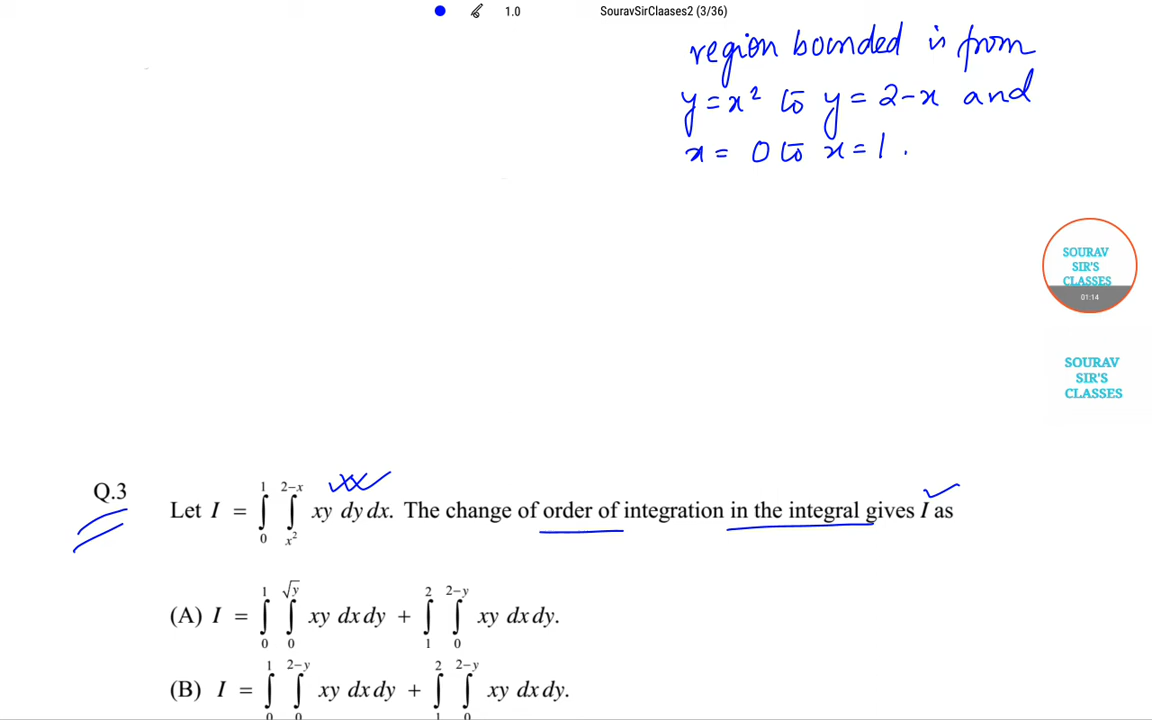 1.0 SouravSirClaases2 (3/36)
region bounded is from
y = x² to y = 2-x and
x = 0 to x = 1 .
SOURAV
SIR'S
CLASSES
01:14
SOURAV
SIR'S
CLASSES
Q.3 Let I = ∫₀¹ ∫_{x²}^{2−x} xy dy dx. The change of order of integration in the integral gives I as
(A) I = ∫₀¹ ∫₀^{√y} xy dx dy + ∫₁² ∫₀^{2−y} xy dx dy.
(B) I = ∫₀¹ ∫₀^{2−y} xy dx dy + ∫₁² ∫₀^{2−y} xy dx dy.